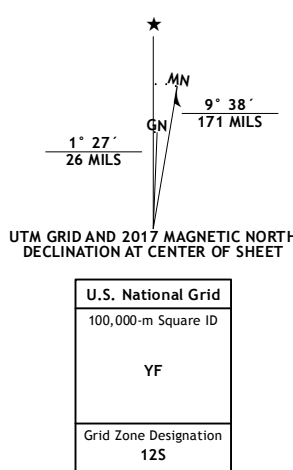 ★
MN
9° 38´
171 MILS
GN
1° 27´
26 MILS
UTM GRID AND 2017 MAGNETIC NORTH
DECLINATION AT CENTER OF SHEET
U.S. National Grid
100,000-m Square ID
YF
Grid Zone Designation
12S